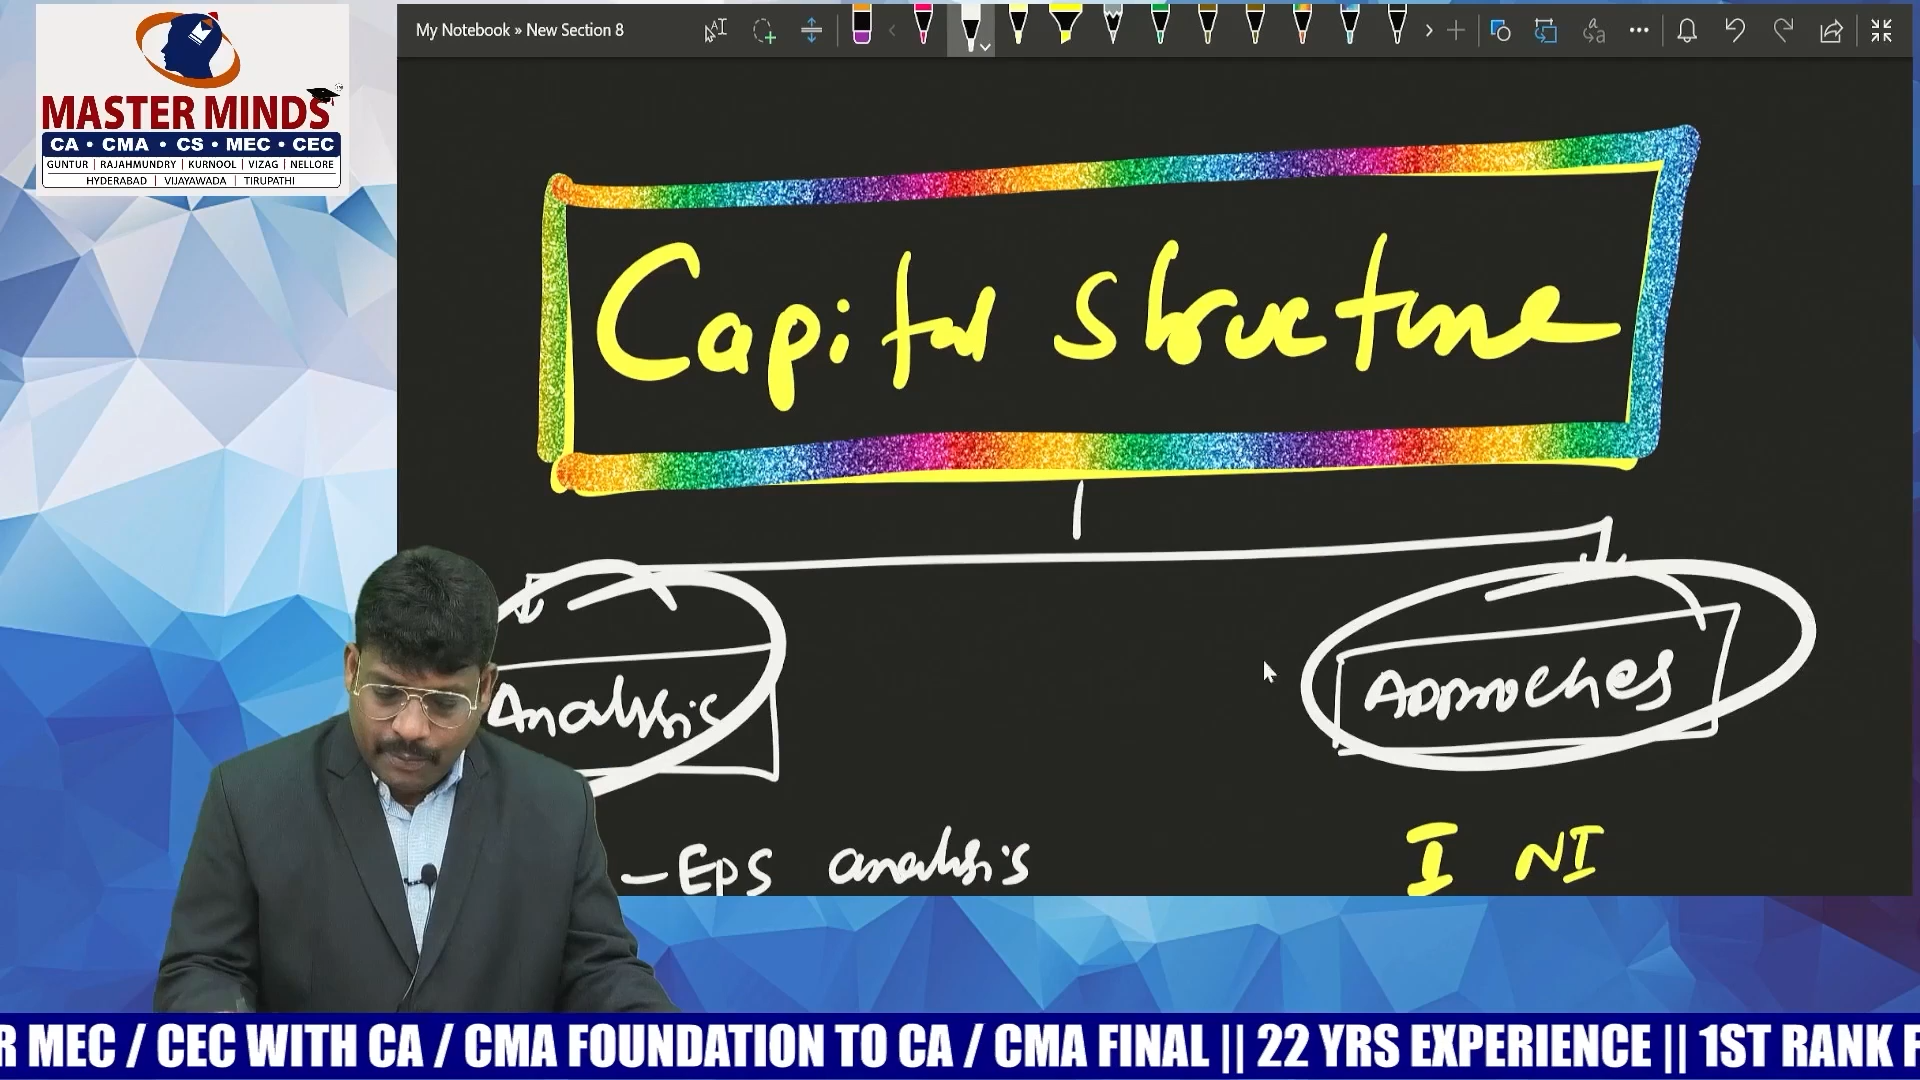 MASTER MINDS
CA • CMA • CS • MEC • CEC
GUNTUR | RAJAHMUNDRY | KURNOOL | VIZAG | NELLORE
HYDERABAD | VIJAYAWADA | TIRUPATHI
My Notebook » New Section 8
Capital structure
Analysis
Approches
– EPS analysis
I NI
R MEC / CEC WITH CA / CMA FOUNDATION TO CA / CMA FINAL || 22 YRS EXPERIENCE || 1ST RANK F